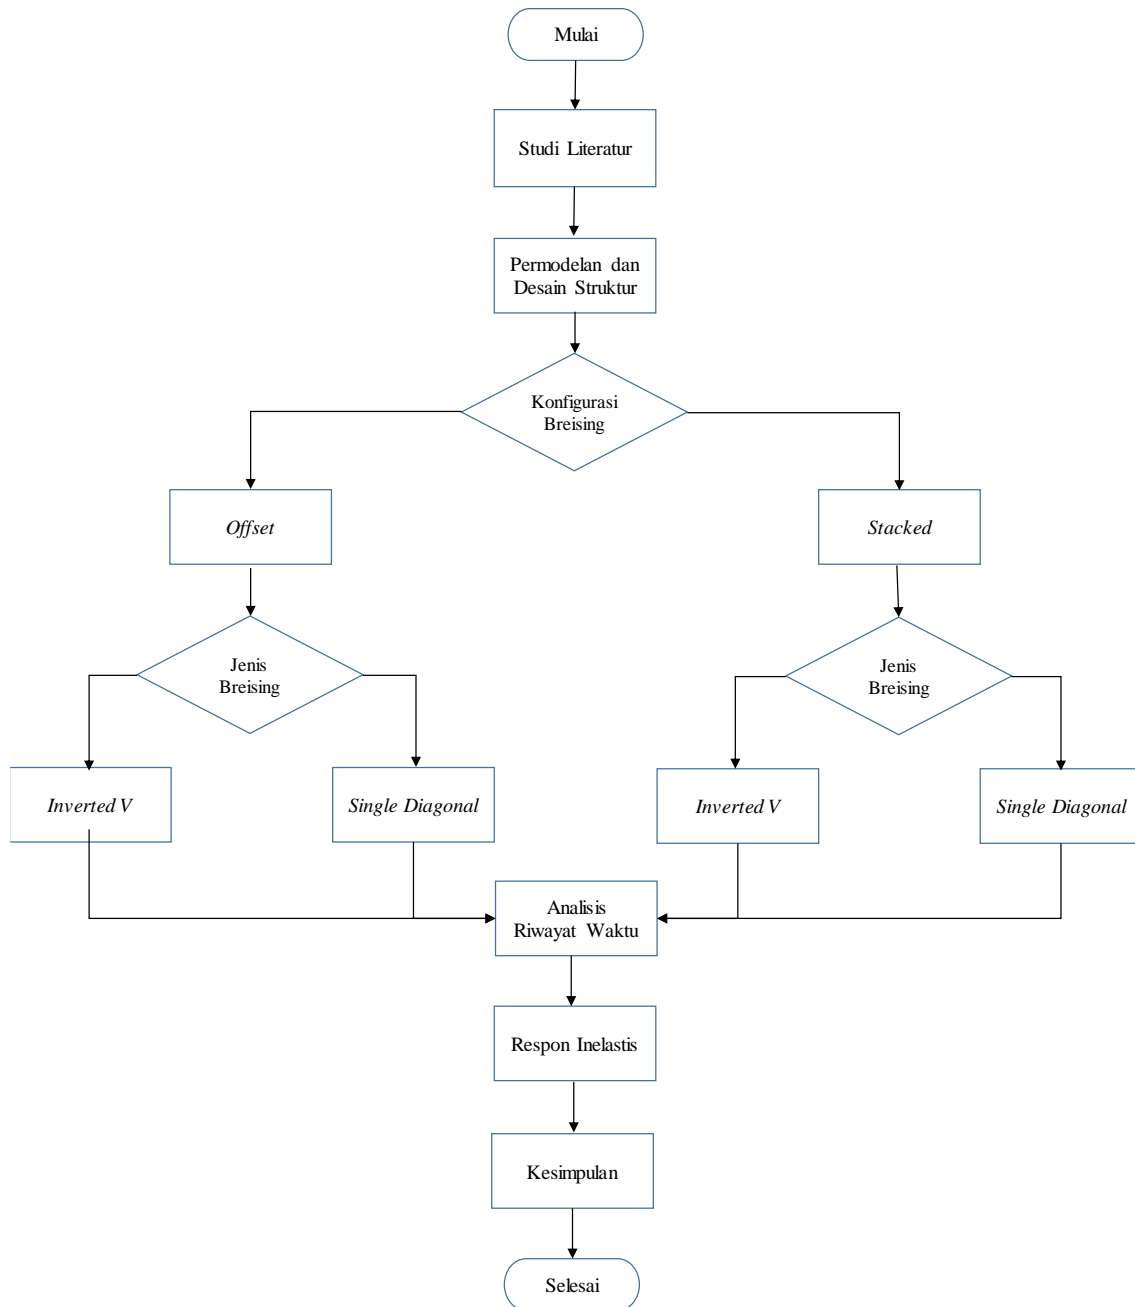 Mulai
Studi Literatur
Permodelan dan
Desain Struktur
Konfigurasi
Breising
Offset
Stacked
Jenis
Breising
Jenis
Breising
Inverted V
Single Diagonal
Inverted V
Single Diagonal
Analisis
Riwayat Waktu
Respon Inelastis
Kesimpulan
Selesai